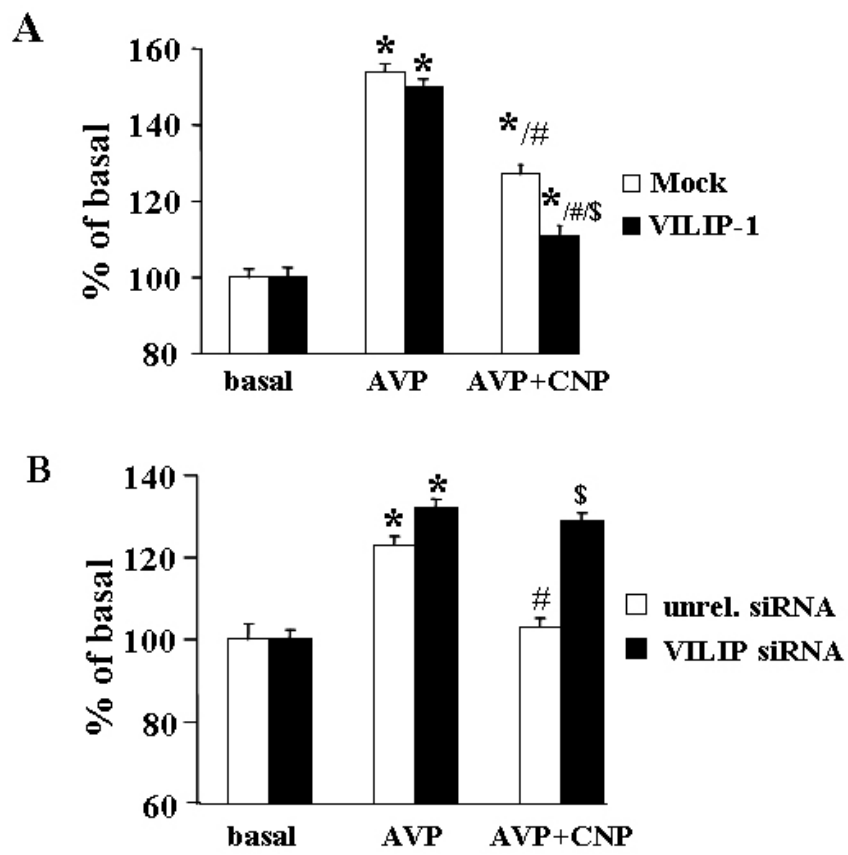 A
160
140
120
100
80
% of basal
* *
*/#
*/#/$
Mock
VILIP-1
basal AVP AVP+CNP
B
140
120
100
80
60
% of basal
* *
#
$
unrel. siRNA
VILIP siRNA
basal AVP AVP+CNP